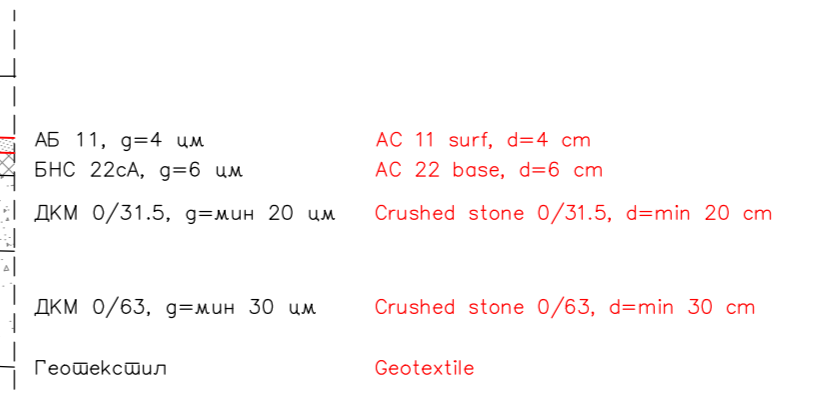 АБ 11, g=4 цм AC 11 surf, d=4 cm
БНС 22сА, g=6 цм AC 22 base, d=6 cm
ДКМ 0/31.5, g=мин 20 цм Crushed stone 0/31.5, d=min 20 cm
ДКМ 0/63, g=мин 30 цм Crushed stone 0/63, d=min 30 cm
Геотекстил Geotextile